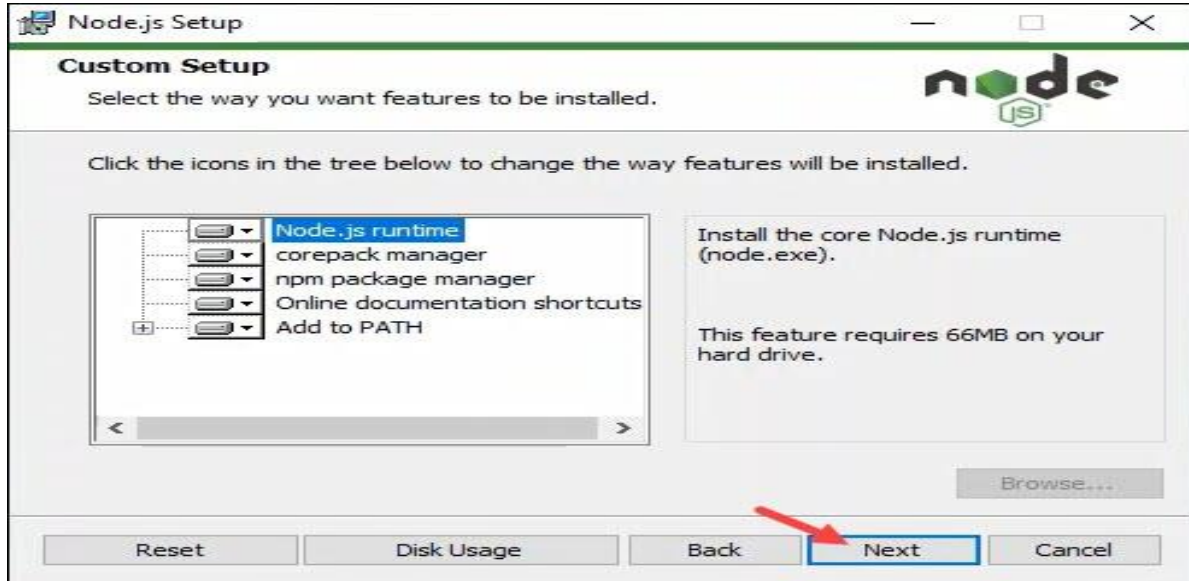 Node.js Setup
Custom Setup
Select the way you want features to be installed.
node
JS
Click the icons in the tree below to change the way features will be installed.
Node.js runtime
corepack manager
npm package manager
Online documentation shortcuts
Add to PATH
Install the core Node.js runtime
(node.exe).
This feature requires 66MB on your
hard drive.
Browse...
Reset
Disk Usage
Back
Next
Cancel